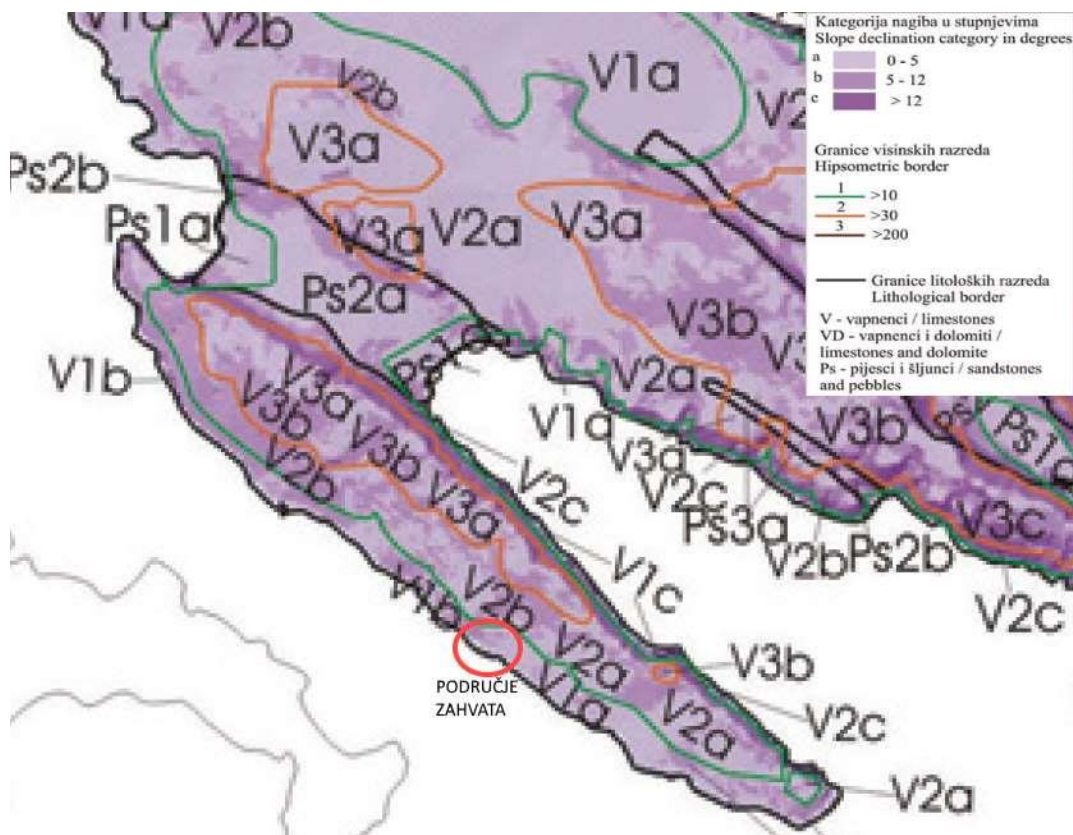 V1a
V2b
V1a
Kategorija nagiba u stupnjevima
Slope declination category in degrees
a 0 - 5
b 5 - 12
c > 12
V2b
V3a
Ps2b
Ps1a
V3a
V2a
V3a
Granice visinskih razreda
Hipsometric border
1 >10
2 >30
3 >200
Ps2a
V3b
Granice litoloških razreda
Lithological border
V - vapnenci / limestones
VD - vapnenci i dolomiti /
limestones and dolomite
Ps - pijesci i šljunci / sandstones
and pebbles
V1b
V3a
V2a
V3b
V1a
V3b
Ps1a
V3b
V2b
V3a
V3a
V2c
V2c
Ps3a
V3c
V2b
Ps2b
V1c
V2c
V1b
V2b
V2a
V3b
PODRUČJE
ZAHVATA
V1a
V2a
V2c
V2a